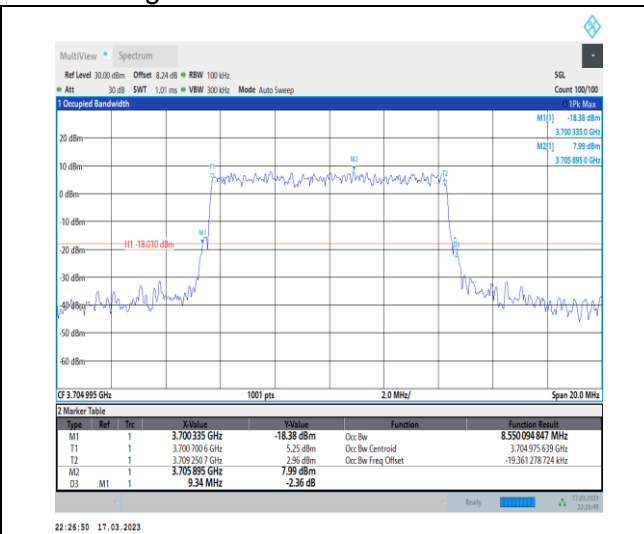 MultiView Spectrum
Ref Level 30.00 dBm Offset 8.24 dB RBW 100 kHz SGL
Att 30 dB SWT 1.01 ms VBW 300 kHz Mode Auto Sweep Count 100/100
1 Occupied Bandwidth 1Pk Max
M1[1] -18.38 dBm
3.700 335 0 GHz
M2[1] 7.99 dBm
3.705 895 0 GHz
20 dBm
10 dBm
T1 M2 T2
0 dBm
-10 dBm
M1
H1 -18.010 dBm
-20 dBm
-30 dBm
-40 dBm
-50 dBm
-60 dBm
CF 3.704 995 GHz 1001 pts 2.0 MHz/ Span 20.0 MHz
2 Marker Table
Type Ref Trc X-Value Y-Value Function Function Result
M1 1 3.700 335 GHz -18.38 dBm Occ Bw 8.550 094 847 MHz
T1 1 3.700 700 6 GHz 5.25 dBm Occ Bw Centroid 3.704 975 639 GHz
T2 1 3.709 250 7 GHz 2.96 dBm Occ Bw Freq Offset -19.361 278 724 kHz
M2 1 3.705 895 GHz 7.99 dBm
D3 M1 1 9.34 MHz -2.36 dB
Ready 17.03.2023
22:26:49
22:26:50 17.03.2023